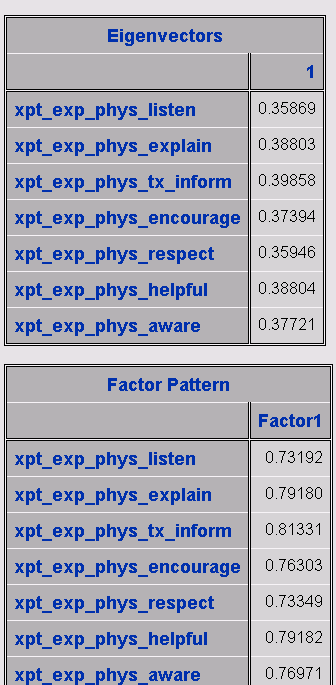 Eigenvectors
1
xpt_exp_phys_listen 0.35869
xpt_exp_phys_explain 0.38803
xpt_exp_phys_tx_inform 0.39858
xpt_exp_phys_encourage 0.37394
xpt_exp_phys_respect 0.35946
xpt_exp_phys_helpful 0.38804
xpt_exp_phys_aware 0.37721
Factor Pattern
Factor1
xpt_exp_phys_listen 0.73192
xpt_exp_phys_explain 0.79180
xpt_exp_phys_tx_inform 0.81331
xpt_exp_phys_encourage 0.76303
xpt_exp_phys_respect 0.73349
xpt_exp_phys_helpful 0.79182
xpt_exp_phys_aware 0.76971